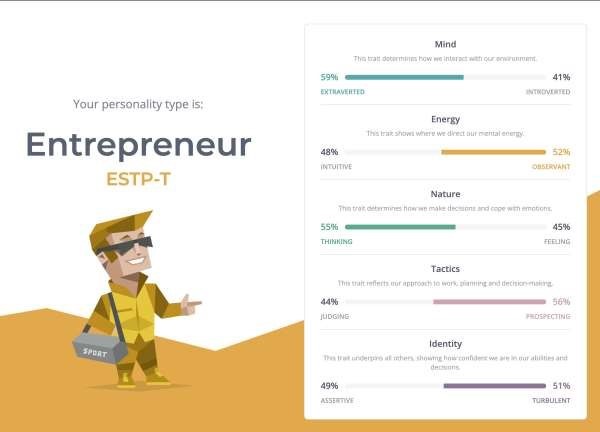 Your personality type is:
Entrepreneur
ESTP-T
SPORT
Mind
This trait determines how we interact with our environment.
59% 41%
EXTRAVERTED INTROVERTED
Energy
This trait shows where we direct our mental energy.
48% 52%
INTUITIVE OBSERVANT
Nature
This trait determines how we make decisions and cope with emotions.
55% 45%
THINKING FEELING
Tactics
This trait reflects our approach to work, planning and decision-making.
44% 56%
JUDGING PROSPECTING
Identity
This trait underpins all others, showing how confident we are in our abilities and
decisions.
49% 51%
ASSERTIVE TURBULENT